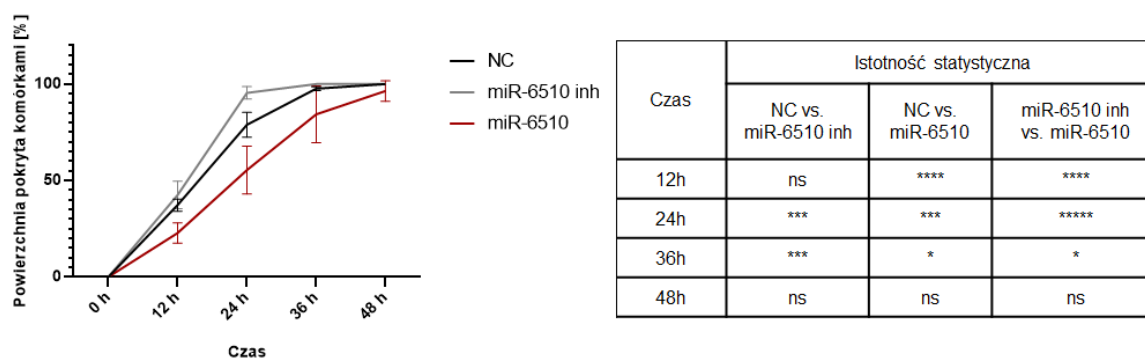 Powierzchnia pokryta komórkami [%]
100
50
0
0 h
12 h
24 h
36 h
48 h
Czas
NC
miR-6510 inh
miR-6510
Czas
Istotność statystyczna
NC vs.
miR-6510 inh
NC vs.
miR-6510
miR-6510 inh
vs. miR-6510
12h ns **** ****
24h *** *** *****
36h *** * *
48h ns ns ns